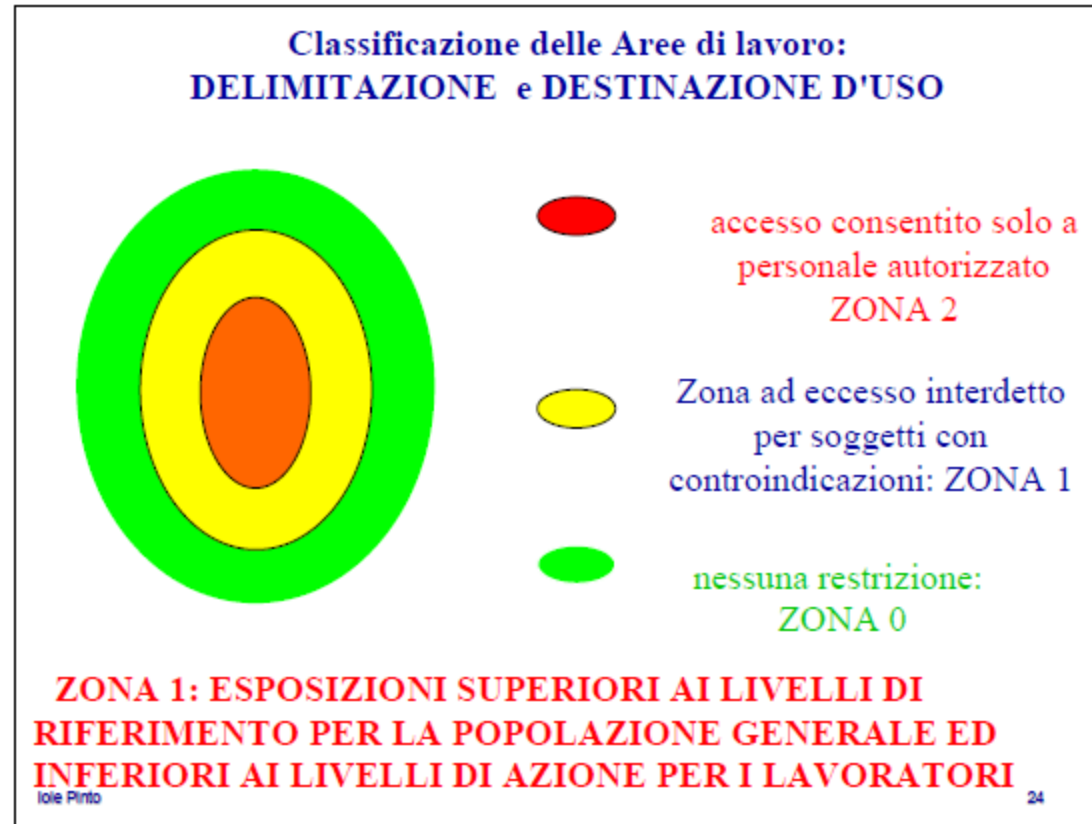 Classificazione delle Aree di lavoro:
DELIMITAZIONE e DESTINAZIONE D'USO
accesso consentito solo a
personale autorizzato
ZONA 2
Zona ad eccesso interdetto
per soggetti con
controindicazioni: ZONA 1
nessuna restrizione:
ZONA 0
ZONA 1: ESPOSIZIONI SUPERIORI AI LIVELLI DI
RIFERIMENTO PER LA POPOLAZIONE GENERALE ED
INFERIORI AI LIVELLI DI AZIONE PER I LAVORATORI
Iole Pinto
24